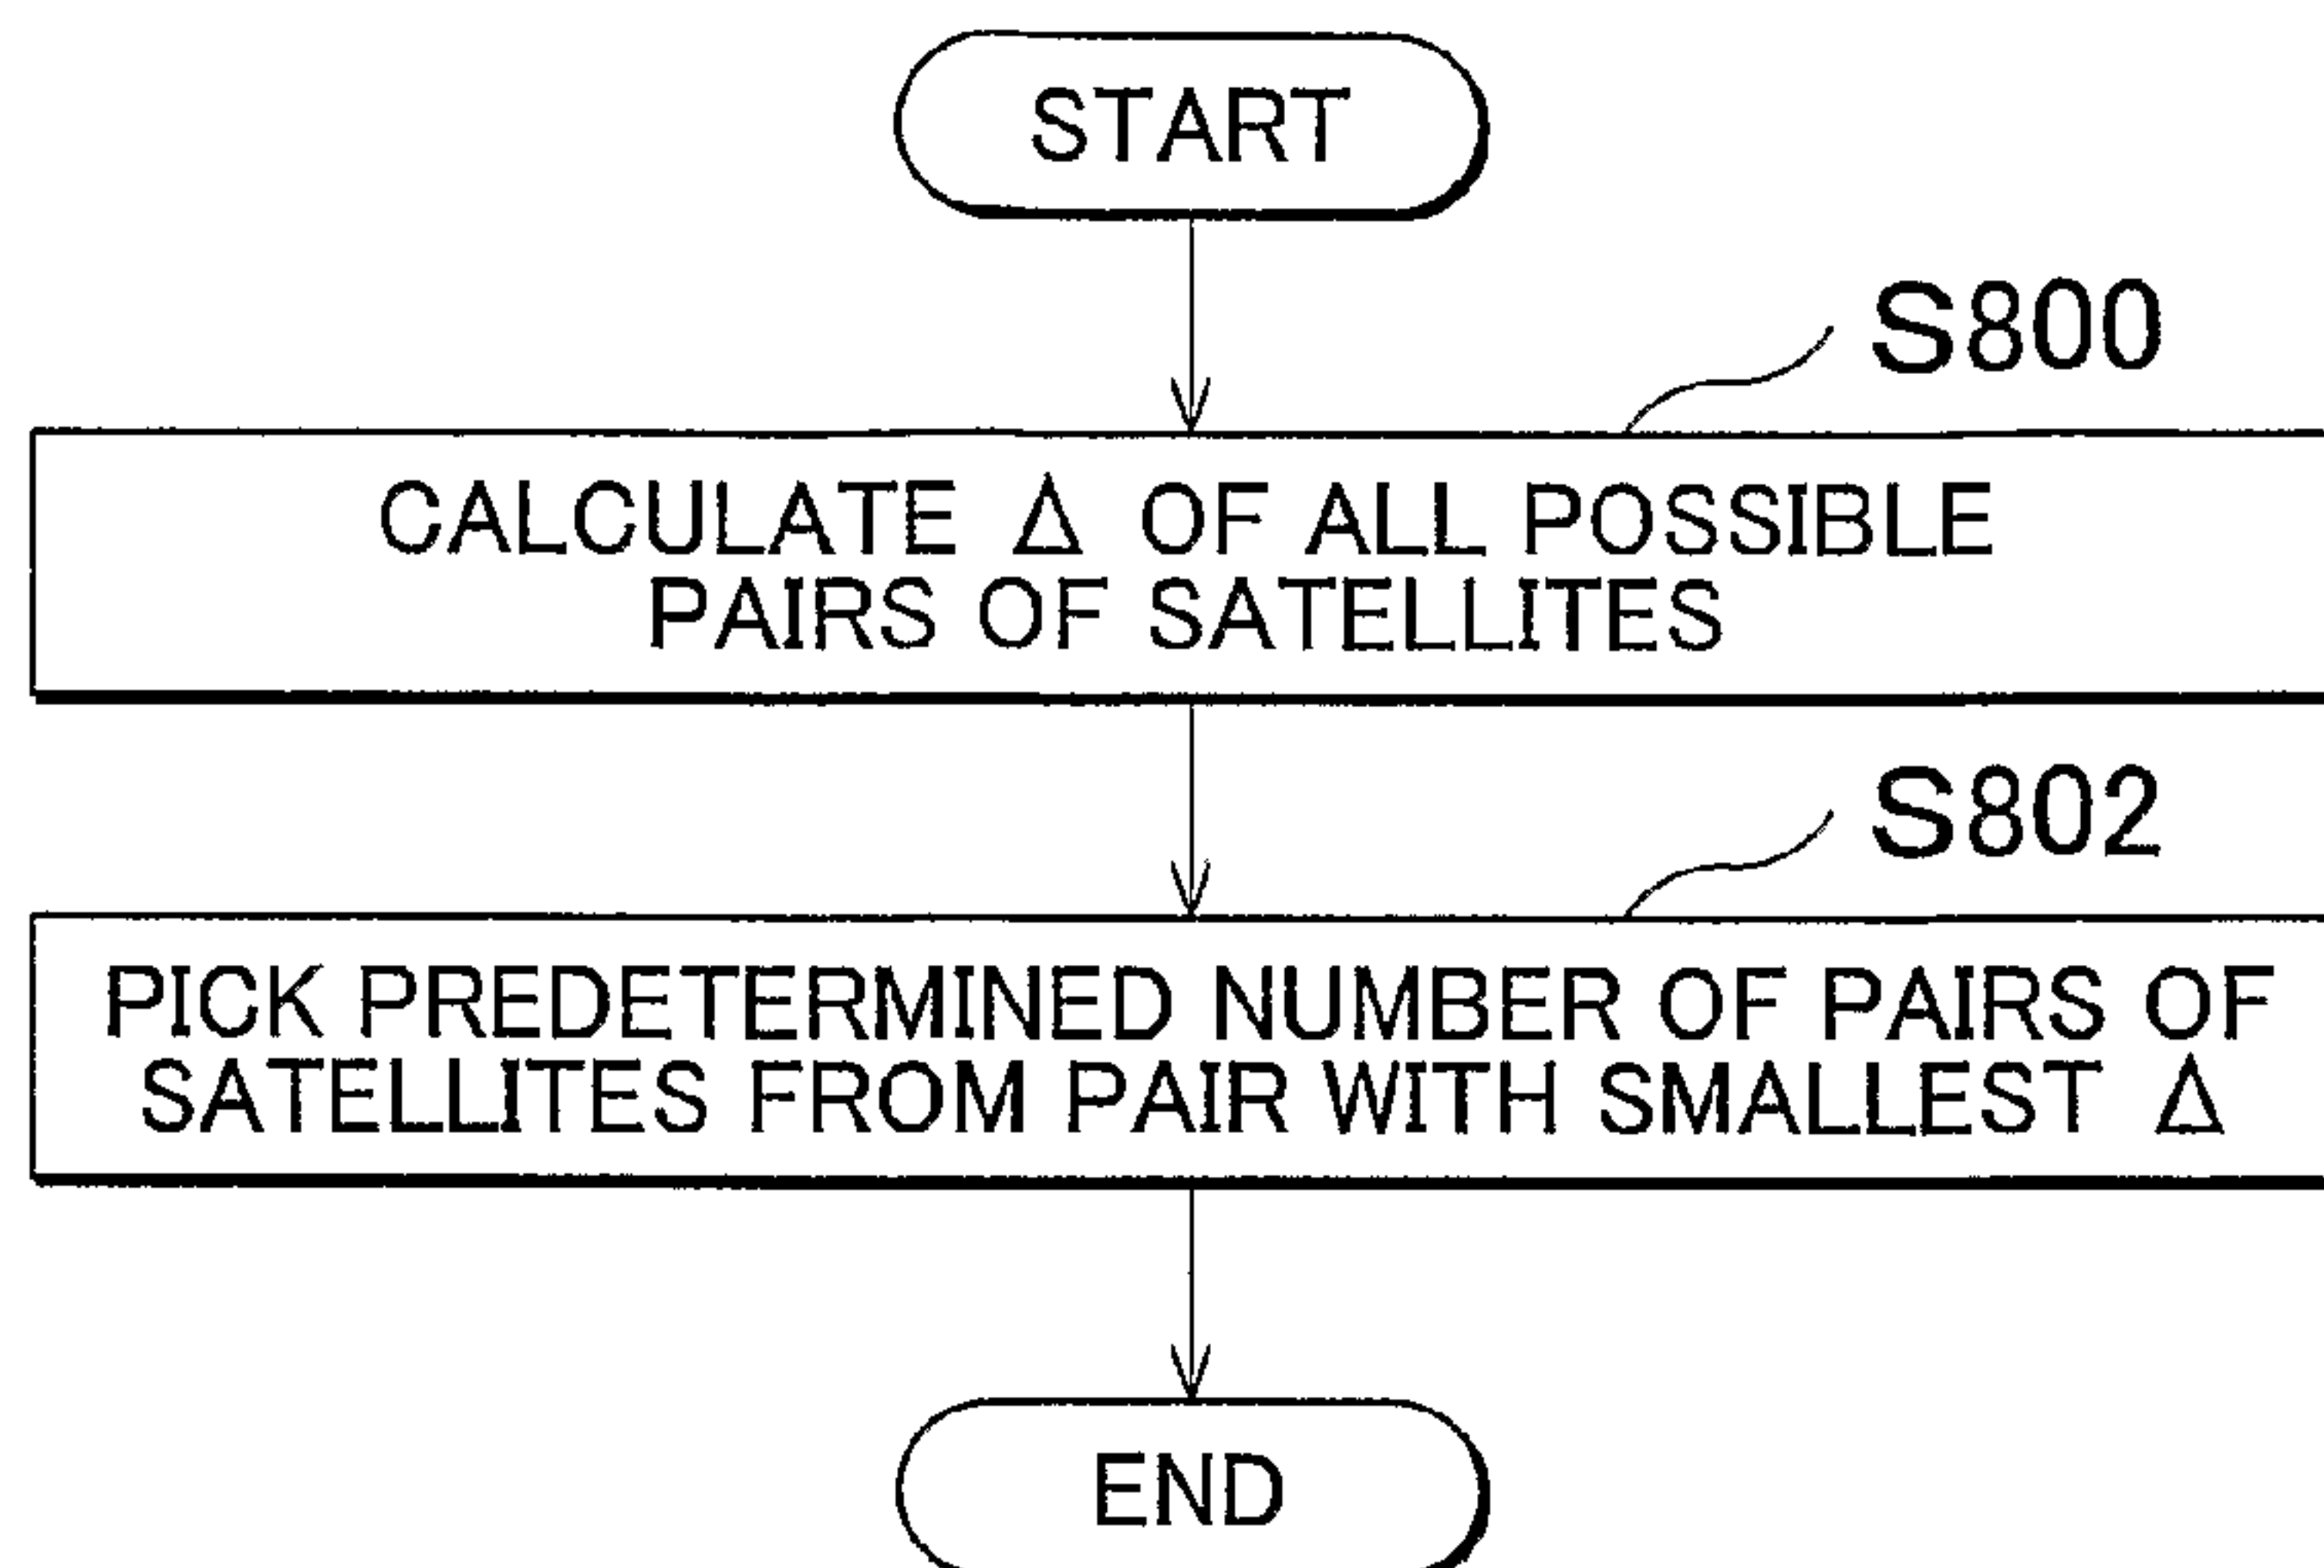 START
S800
CALCULATE Δ OF ALL POSSIBLE
PAIRS OF SATELLITES
S802
PICK PREDETERMINED NUMBER OF PAIRS OF
SATELLITES FROM PAIR WITH SMALLEST Δ
END